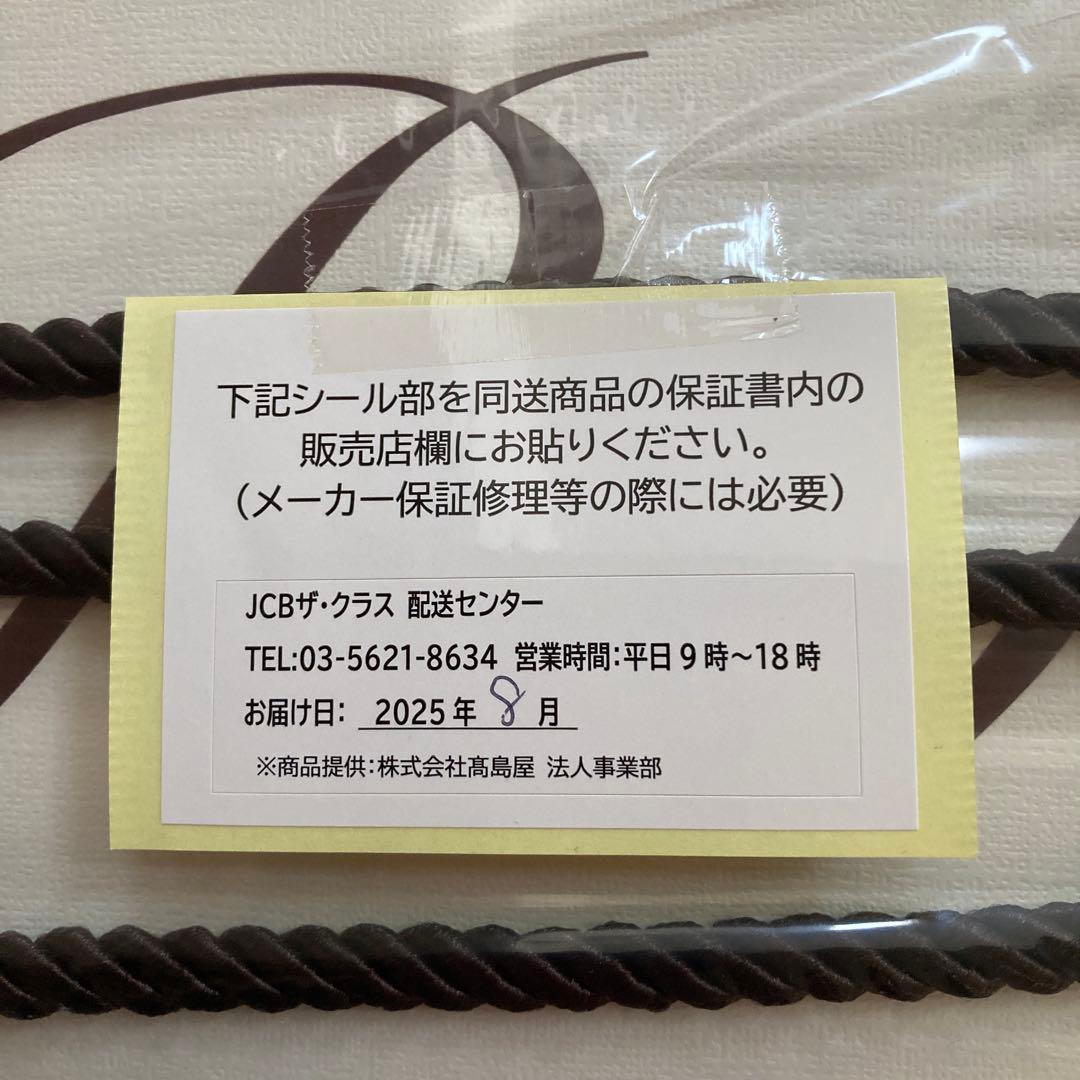 下記シール部を同送商品の保証書内の
販売店欄にお貼りください。
(メーカー保証修理等の際には必要)
JCBザ・クラス 配送センター
TEL:03-5621-8634 営業時間:平日9時～18時
お届け日: 2025年 8 月
※商品提供:株式会社髙島屋 法人事業部